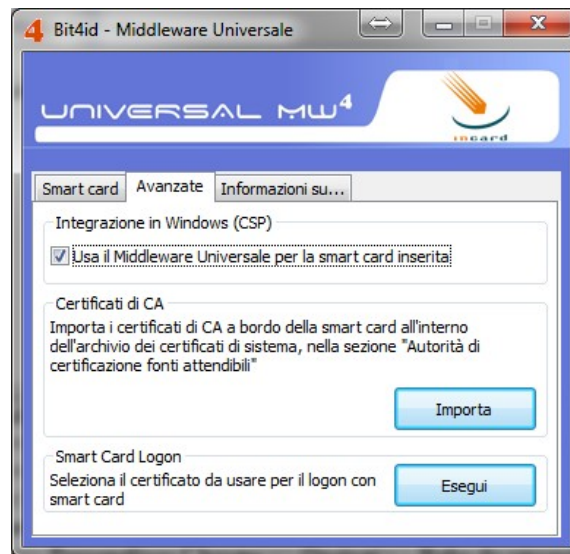 4 Bit4id - Middleware Universale
UNIVERSAL MW4
incard
Smart card Avanzate Informazioni su...
Integrazione in Windows (CSP)
Usa il Middleware Universale per la smart card inserita
Certificati di CA
Importa i certificati di CA a bordo della smart card all'interno
dell'archivio dei certificati di sistema, nella sezione "Autorità di
certificazione fonti attendibili"
Importa
Smart Card Logon
Seleziona il certificato da usare per il logon con
smart card
Esegui